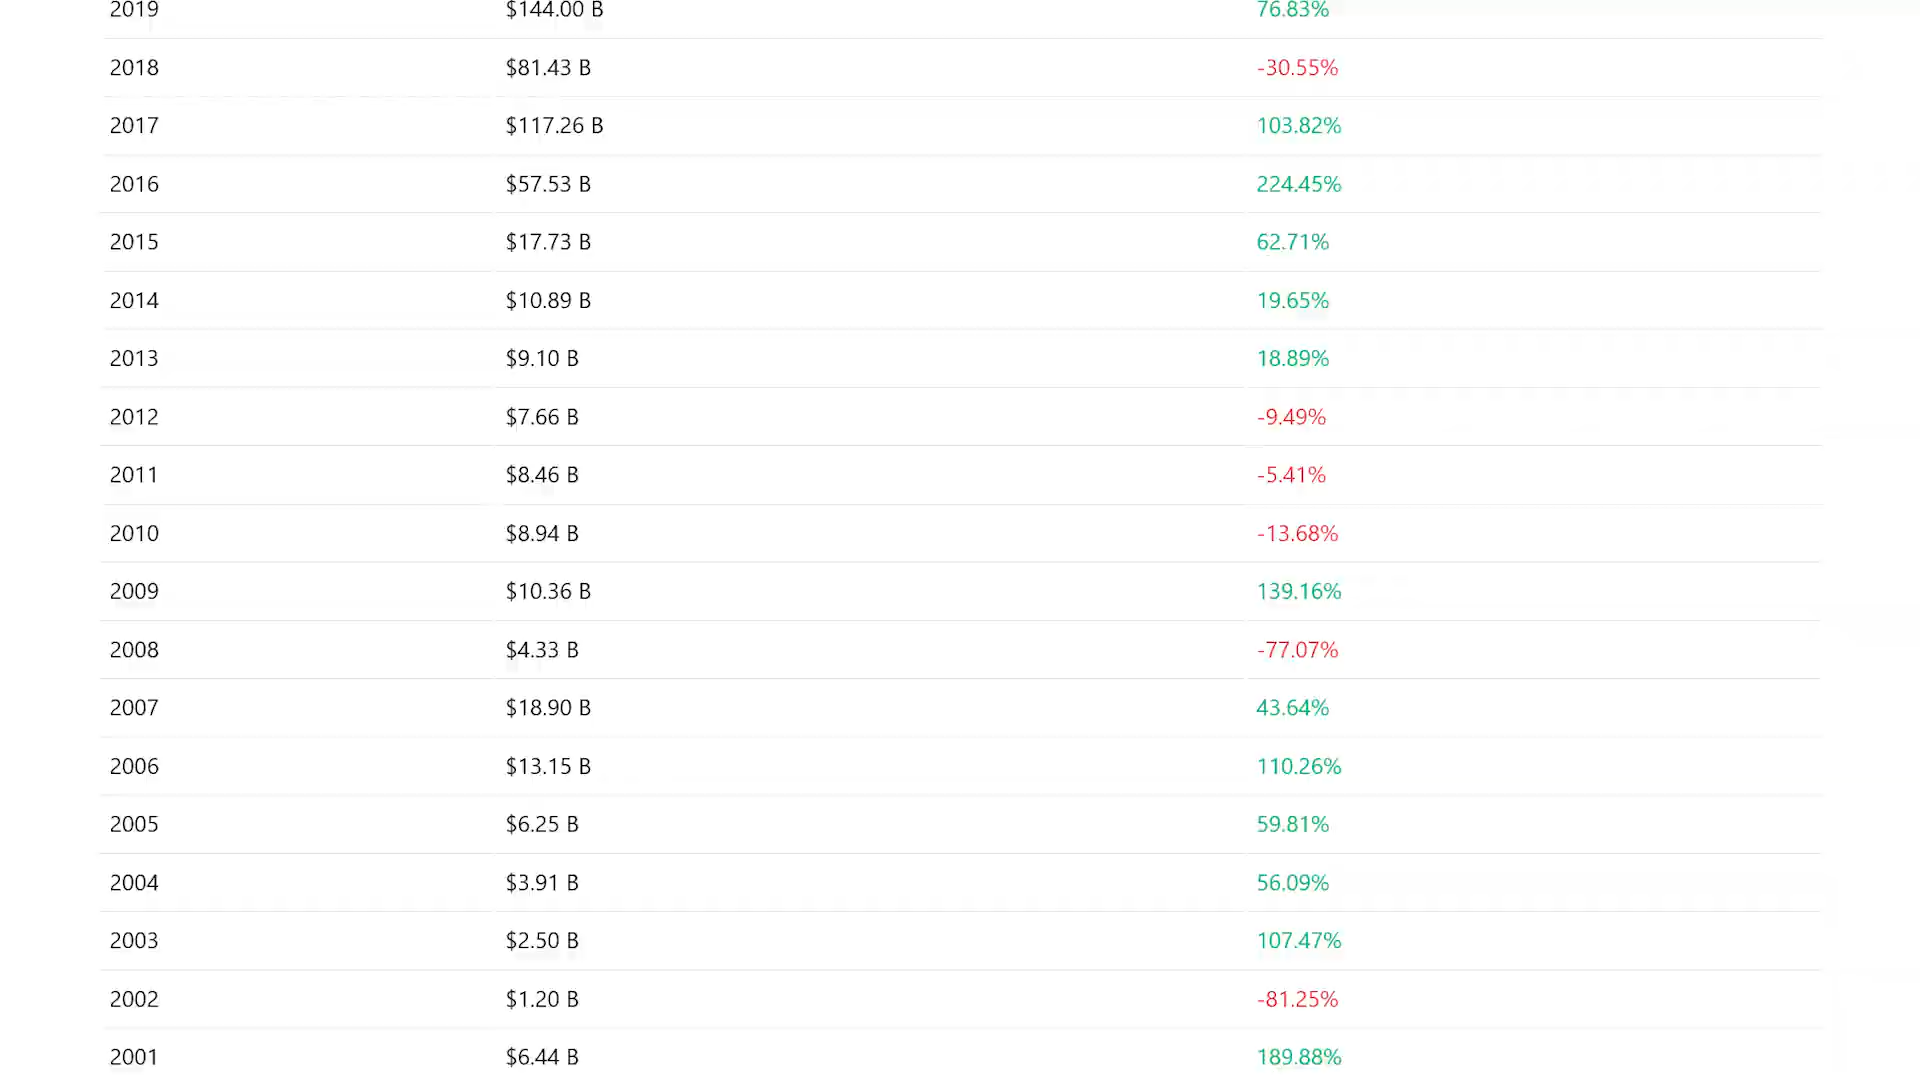 2019 $144.00 B 76.83%
2018 $81.43 B -30.55%
2017 $117.26 B 103.82%
2016 $57.53 B 224.45%
2015 $17.73 B 62.71%
2014 $10.89 B 19.65%
2013 $9.10 B 18.89%
2012 $7.66 B -9.49%
2011 $8.46 B -5.41%
2010 $8.94 B -13.68%
2009 $10.36 B 139.16%
2008 $4.33 B -77.07%
2007 $18.90 B 43.64%
2006 $13.15 B 110.26%
2005 $6.25 B 59.81%
2004 $3.91 B 56.09%
2003 $2.50 B 107.47%
2002 $1.20 B -81.25%
2001 $6.44 B 189.88%